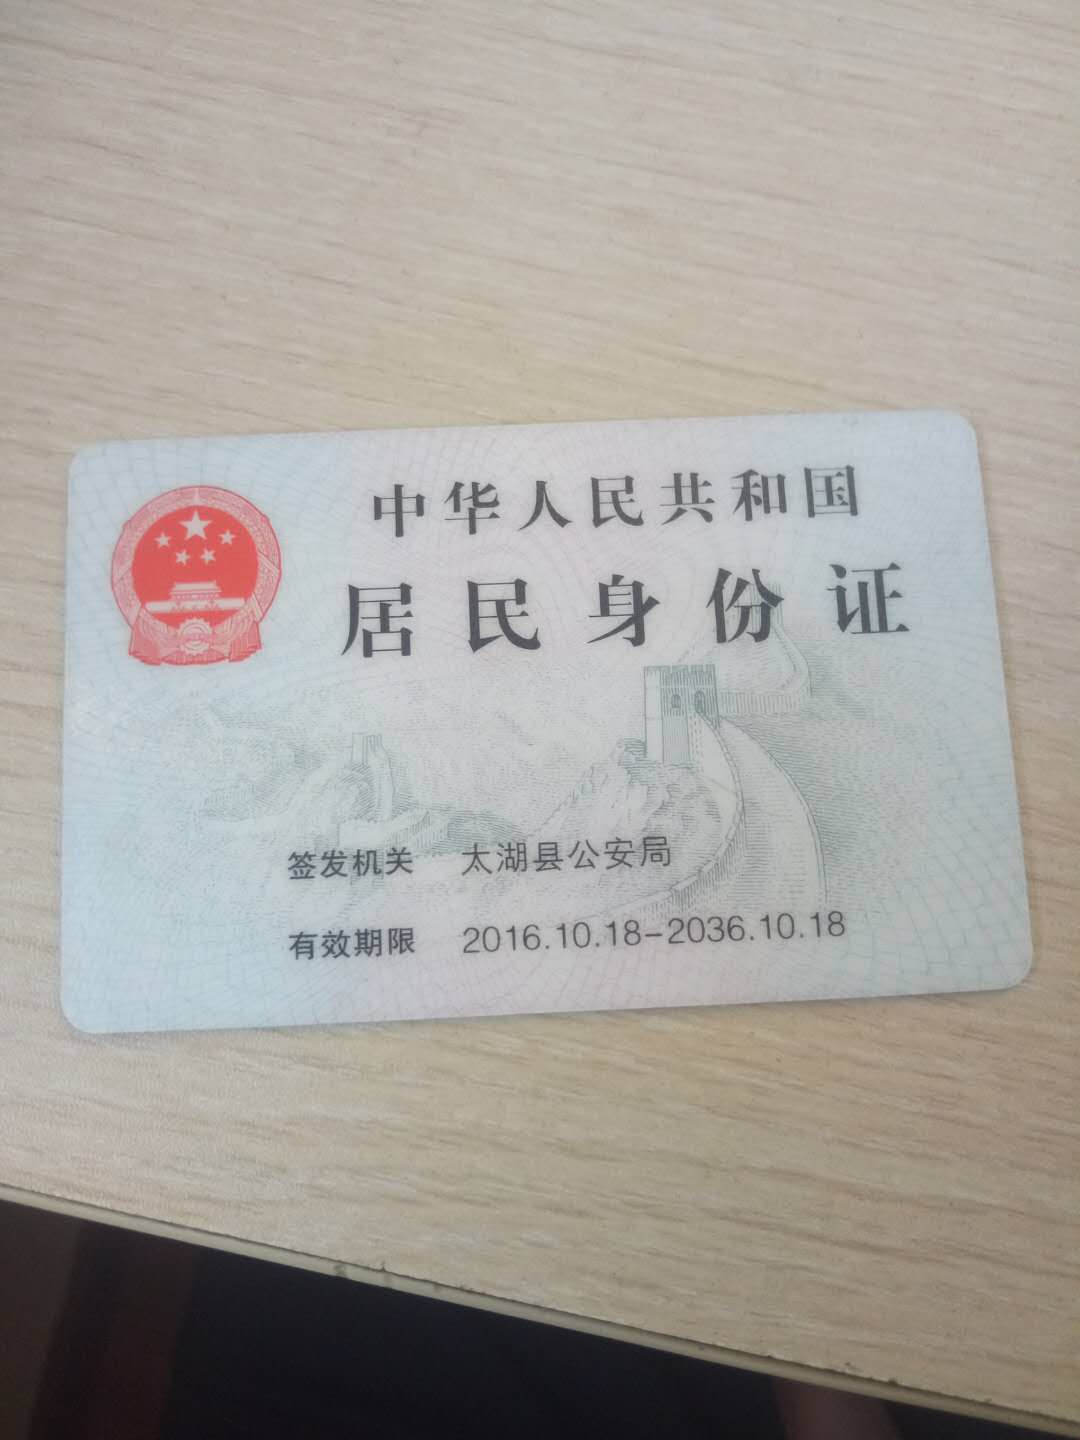 中华人民共和国
居民身份证
签发机关 太湖县公安局
有效期限 2016.10.18-2036.10.18